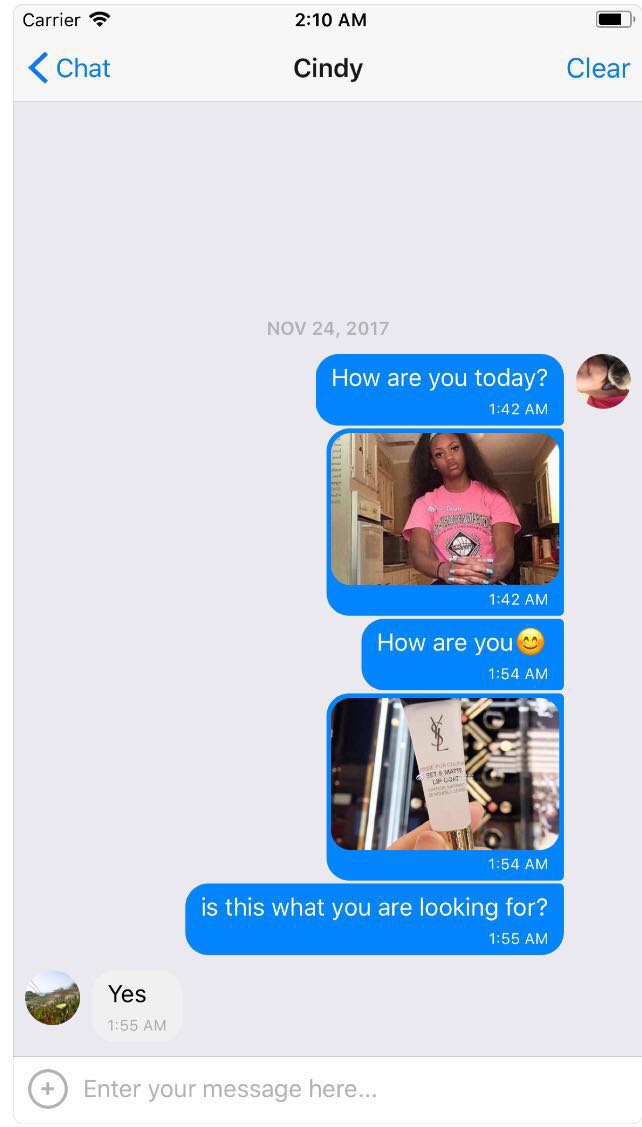 Carrier 2:10 AM
Chat Cindy Clear
NOV 24, 2017
How are you today?
1:42 AM
1:42 AM
How are you😊
1:54 AM
YSL
SET & MATTE
LIP COAT
1:54 AM
is this what you are looking for?
1:55 AM
Yes
1:55 AM
Enter your message here...